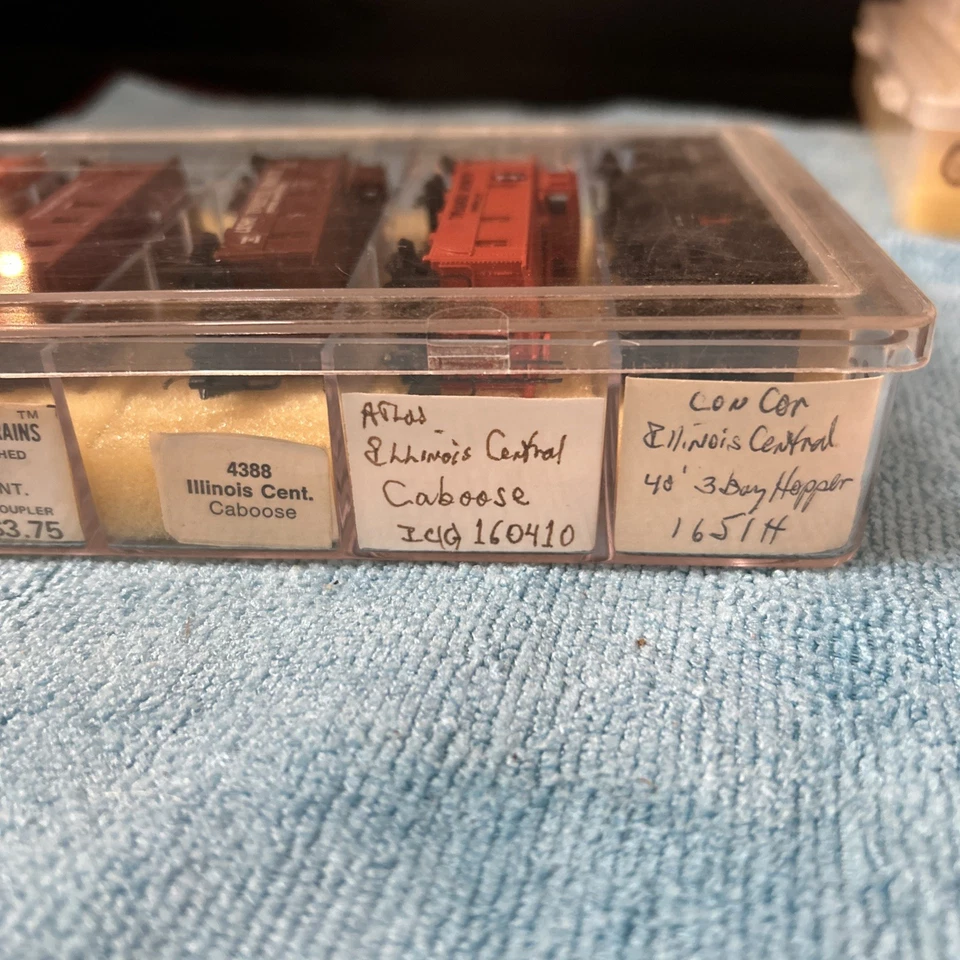 TM
AINS
HED
NT.
OUPLER
$3.75
4388
Illinois Cent.
Caboose
Atlas
Illinois Central
Caboose
ICG 160410
Con Cor
Illinois Central
40' 3 Bay Hopper
1651H